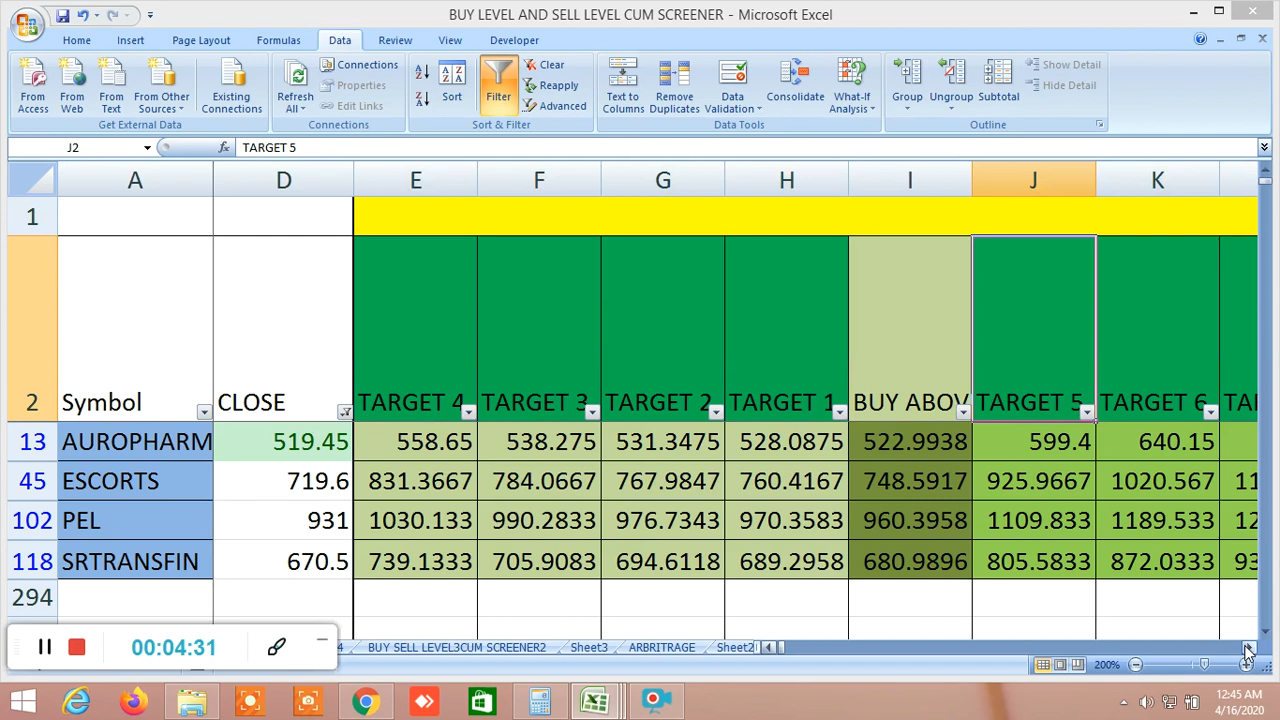 BUY LEVEL AND SELL LEVEL CUM SCREENER - Microsoft Excel
Home Insert Page Layout Formulas Data Review View Developer
From Access
From Web
From Text
From Other Sources
Existing Connections
Get External Data
Refresh All
Connections
Properties
Edit Links
Connections
Sort
Filter
Clear
Reapply
Advanced
Sort & Filter
Text to Columns
Remove Duplicates
Data Validation
Consolidate
What-If Analysis
Data Tools
Group
Ungroup
Subtotal
Show Detail
Hide Detail
Outline
J2 fx TARGET 5
A D E F G H I J K
1
2 Symbol CLOSE TARGET 4 TARGET 3 TARGET 2 TARGET 1 BUY ABOV TARGET 5 TARGET 6 TAI
13 AUROPHARM 519.45 558.65 538.275 531.3475 528.0875 522.9938 599.4 640.15
45 ESCORTS 719.6 831.3667 784.0667 767.9847 760.4167 748.5917 925.9667 1020.567 11
102 PEL 931 1030.133 990.2833 976.7343 970.3583 960.3958 1109.833 1189.533 12
118 SRTRANSFIN 670.5 739.1333 705.9083 694.6118 689.2958 680.9896 805.5833 872.0333 93
294
00:04:31
4 BUY SELL LEVEL3CUM SCREENER2 Sheet3 ARBRITRAGE Sheet2
200%
12:45 AM
4/16/2020